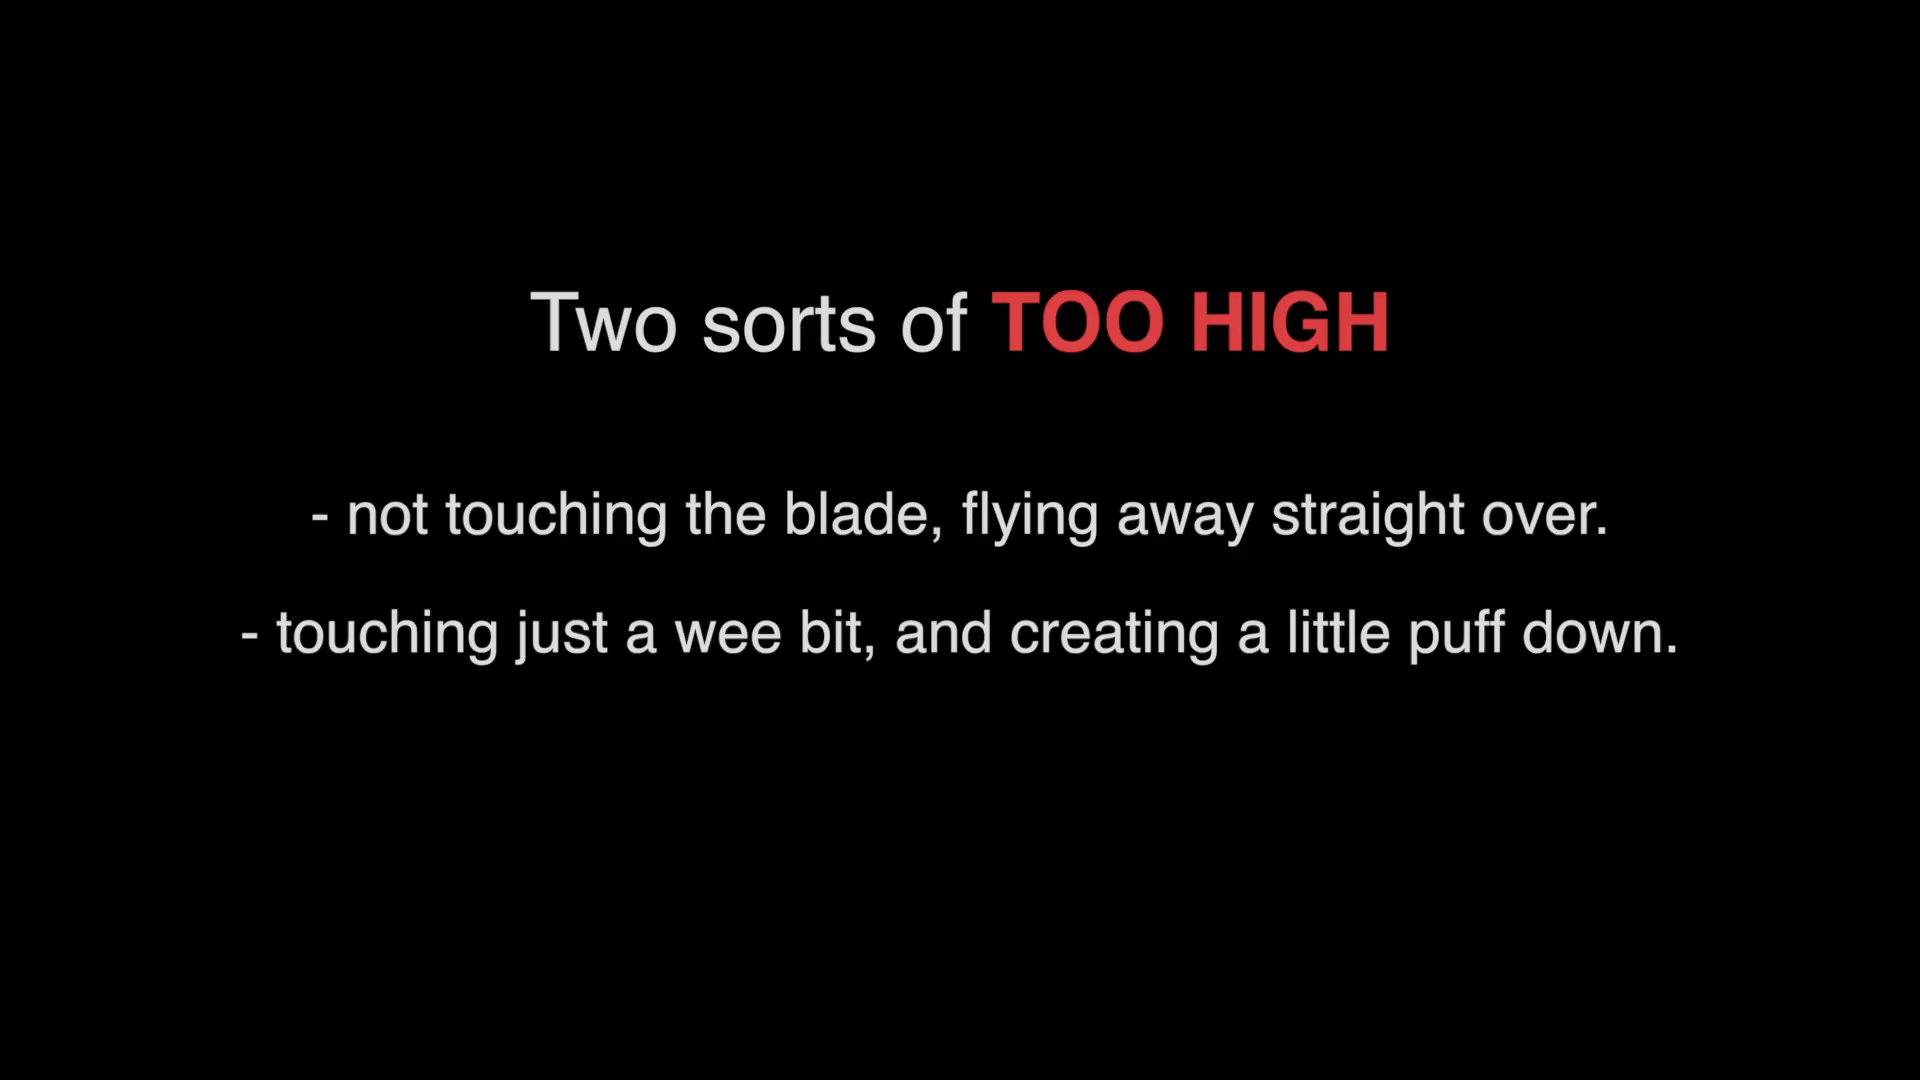 Two sorts of TOO HIGH
- not touching the blade, flying away straight over.
- touching just a wee bit, and creating a little puff down.